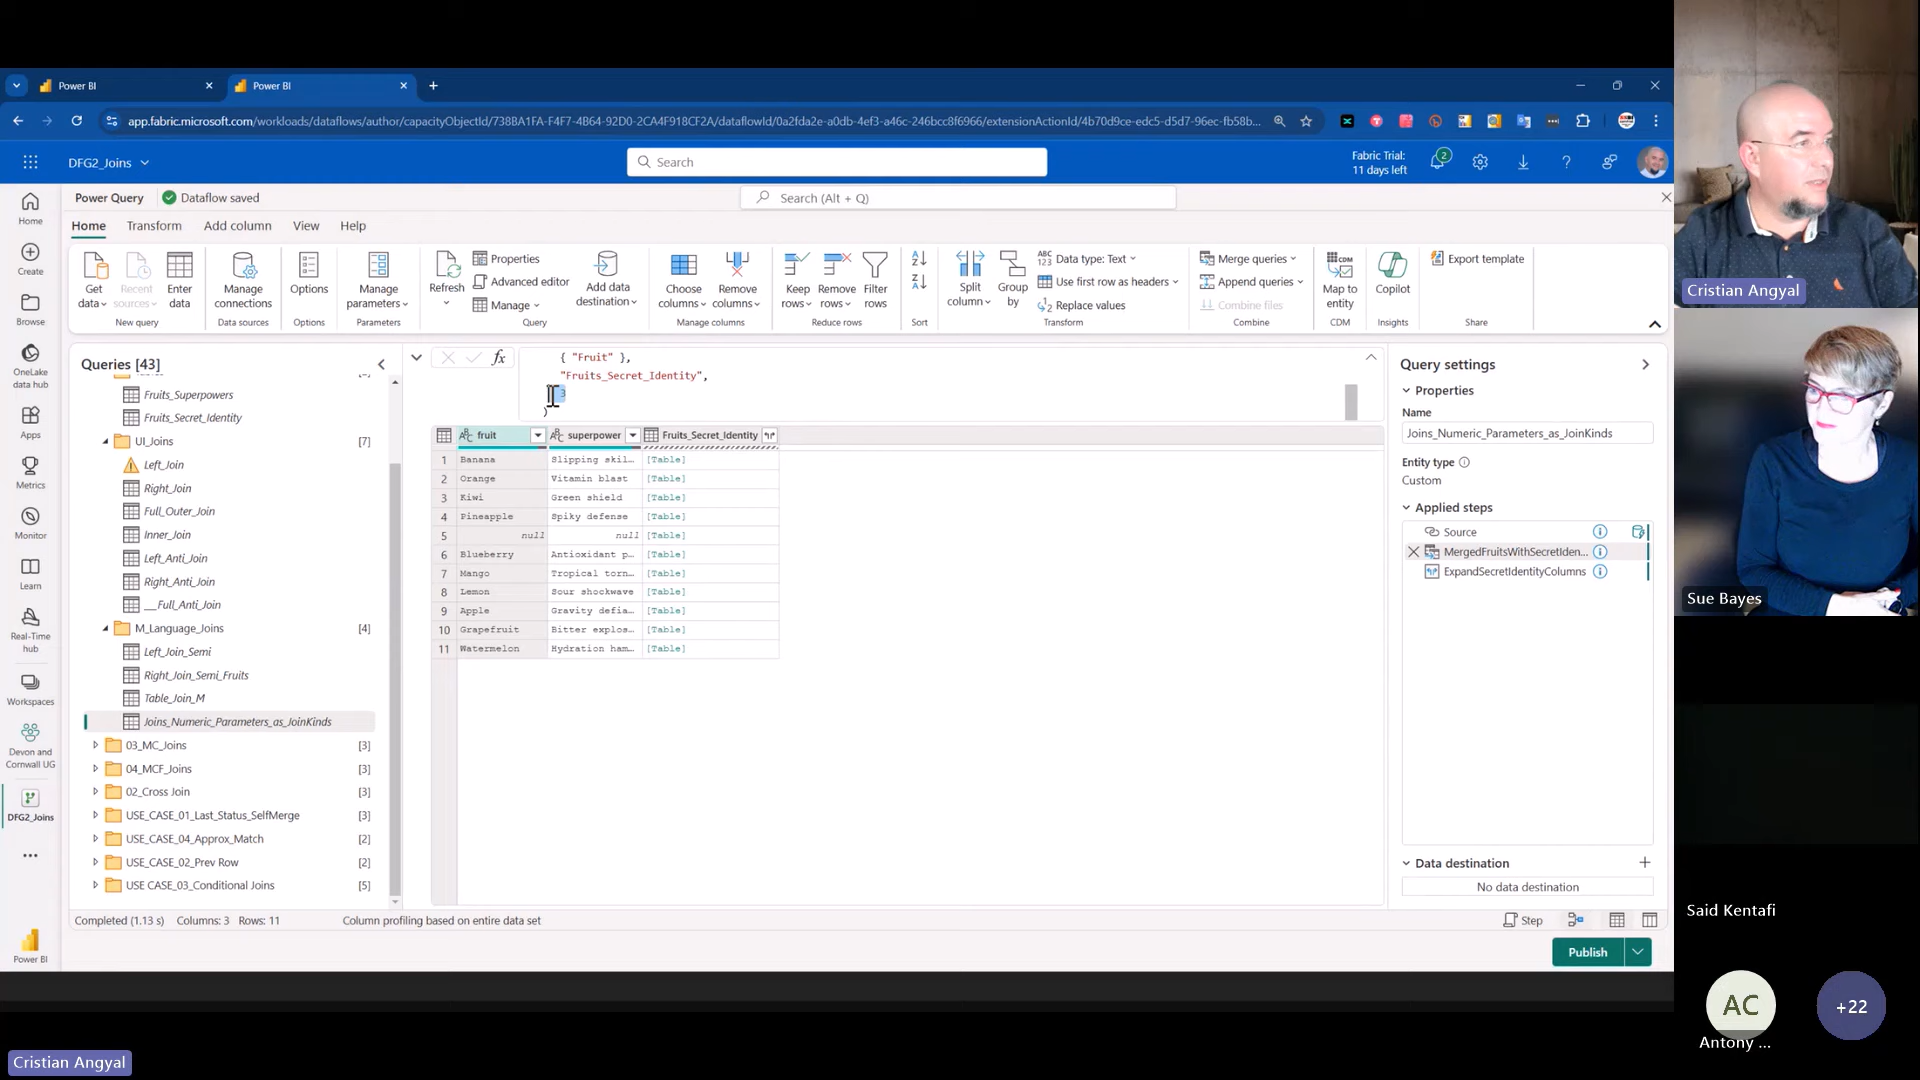 Power BI
Power BI
app.fabric.microsoft.com/workloads/dataflows/author/capacityObjectId/738BA1FA-F4F7-4B64-92D0-2CA4F918CF2A/dataflowId/0a2fda2e-a0db-4ef3-a46c-246bcc8f6966/extensionActionId/4b70d9ce-edc5-d5d7-96ec-fb58b...
DFG2_Joins
Search
Fabric Trial:
11 days left
2
Power Query
Dataflow saved
Search (Alt + Q)
Home
Transform
Add column
View
Help
Get data
Recent sources
Enter data
New query
Manage connections
Data sources
Options
Options
Manage parameters
Parameters
Refresh
Properties
Advanced editor
Manage
Query
Add data destination
Choose columns
Remove columns
Manage columns
Keep rows
Remove rows
Filter rows
Reduce rows
Sort
Split column
Group by
Data type: Text
Use first row as headers
Replace values
Transform
Merge queries
Append queries
Combine files
Combine
Map to entity
CDM
Copilot
Insights
Export template
Share
Home
Create
Browse
OneLake data hub
Apps
Metrics
Monitor
Learn
Real-Time hub
Workspaces
Devon and Cornwall UG
DFG2_Joins
Power BI
Queries [43]
Fruits_Superpowers
Fruits_Secret_Identity
UI_Joins [7]
Left_Join
Right_Join
Full_Outer_Join
Inner_Join
Left_Anti_Join
Right_Anti_Join
__Full_Anti_Join
M_Language_Joins [4]
Left_Join_Semi
Right_Join_Semi_Fruits
Table_Join_M
Joins_Numeric_Parameters_as_JoinKinds
03_MC_Joins [3]
04_MCF_Joins [3]
02_Cross Join [3]
USE_CASE_01_Last_Status_SelfMerge [3]
USE_CASE_04_Approx_Match [2]
USE_CASE_02_Prev Row [2]
USE CASE_03_Conditional Joins [5]
fx
{ "Fruit" },
"Fruits_Secret_Identity",
3
)
fruit superpower Fruits_Secret_Identity
1 Banana Slipping skil... [Table]
2 Orange Vitamin blast [Table]
3 Kiwi Green shield [Table]
4 Pineapple Spiky defense [Table]
5 null null [Table]
6 Blueberry Antioxidant p... [Table]
7 Mango Tropical torn... [Table]
8 Lemon Sour shockwave [Table]
9 Apple Gravity defia... [Table]
10 Grapefruit Bitter explos... [Table]
11 Watermelon Hydration ham... [Table]
Query settings
Properties
Name
Joins_Numeric_Parameters_as_JoinKinds
Entity type
Custom
Applied steps
Source
MergedFruitsWithSecretIden...
ExpandSecretIdentityColumns
Data destination
No data destination
Completed (1.13 s) Columns: 3 Rows: 11
Column profiling based on entire data set
Step
Publish
Cristian Angyal
Sue Bayes
Said Kentafi
AC
Antony ...
+22
Cristian Angyal